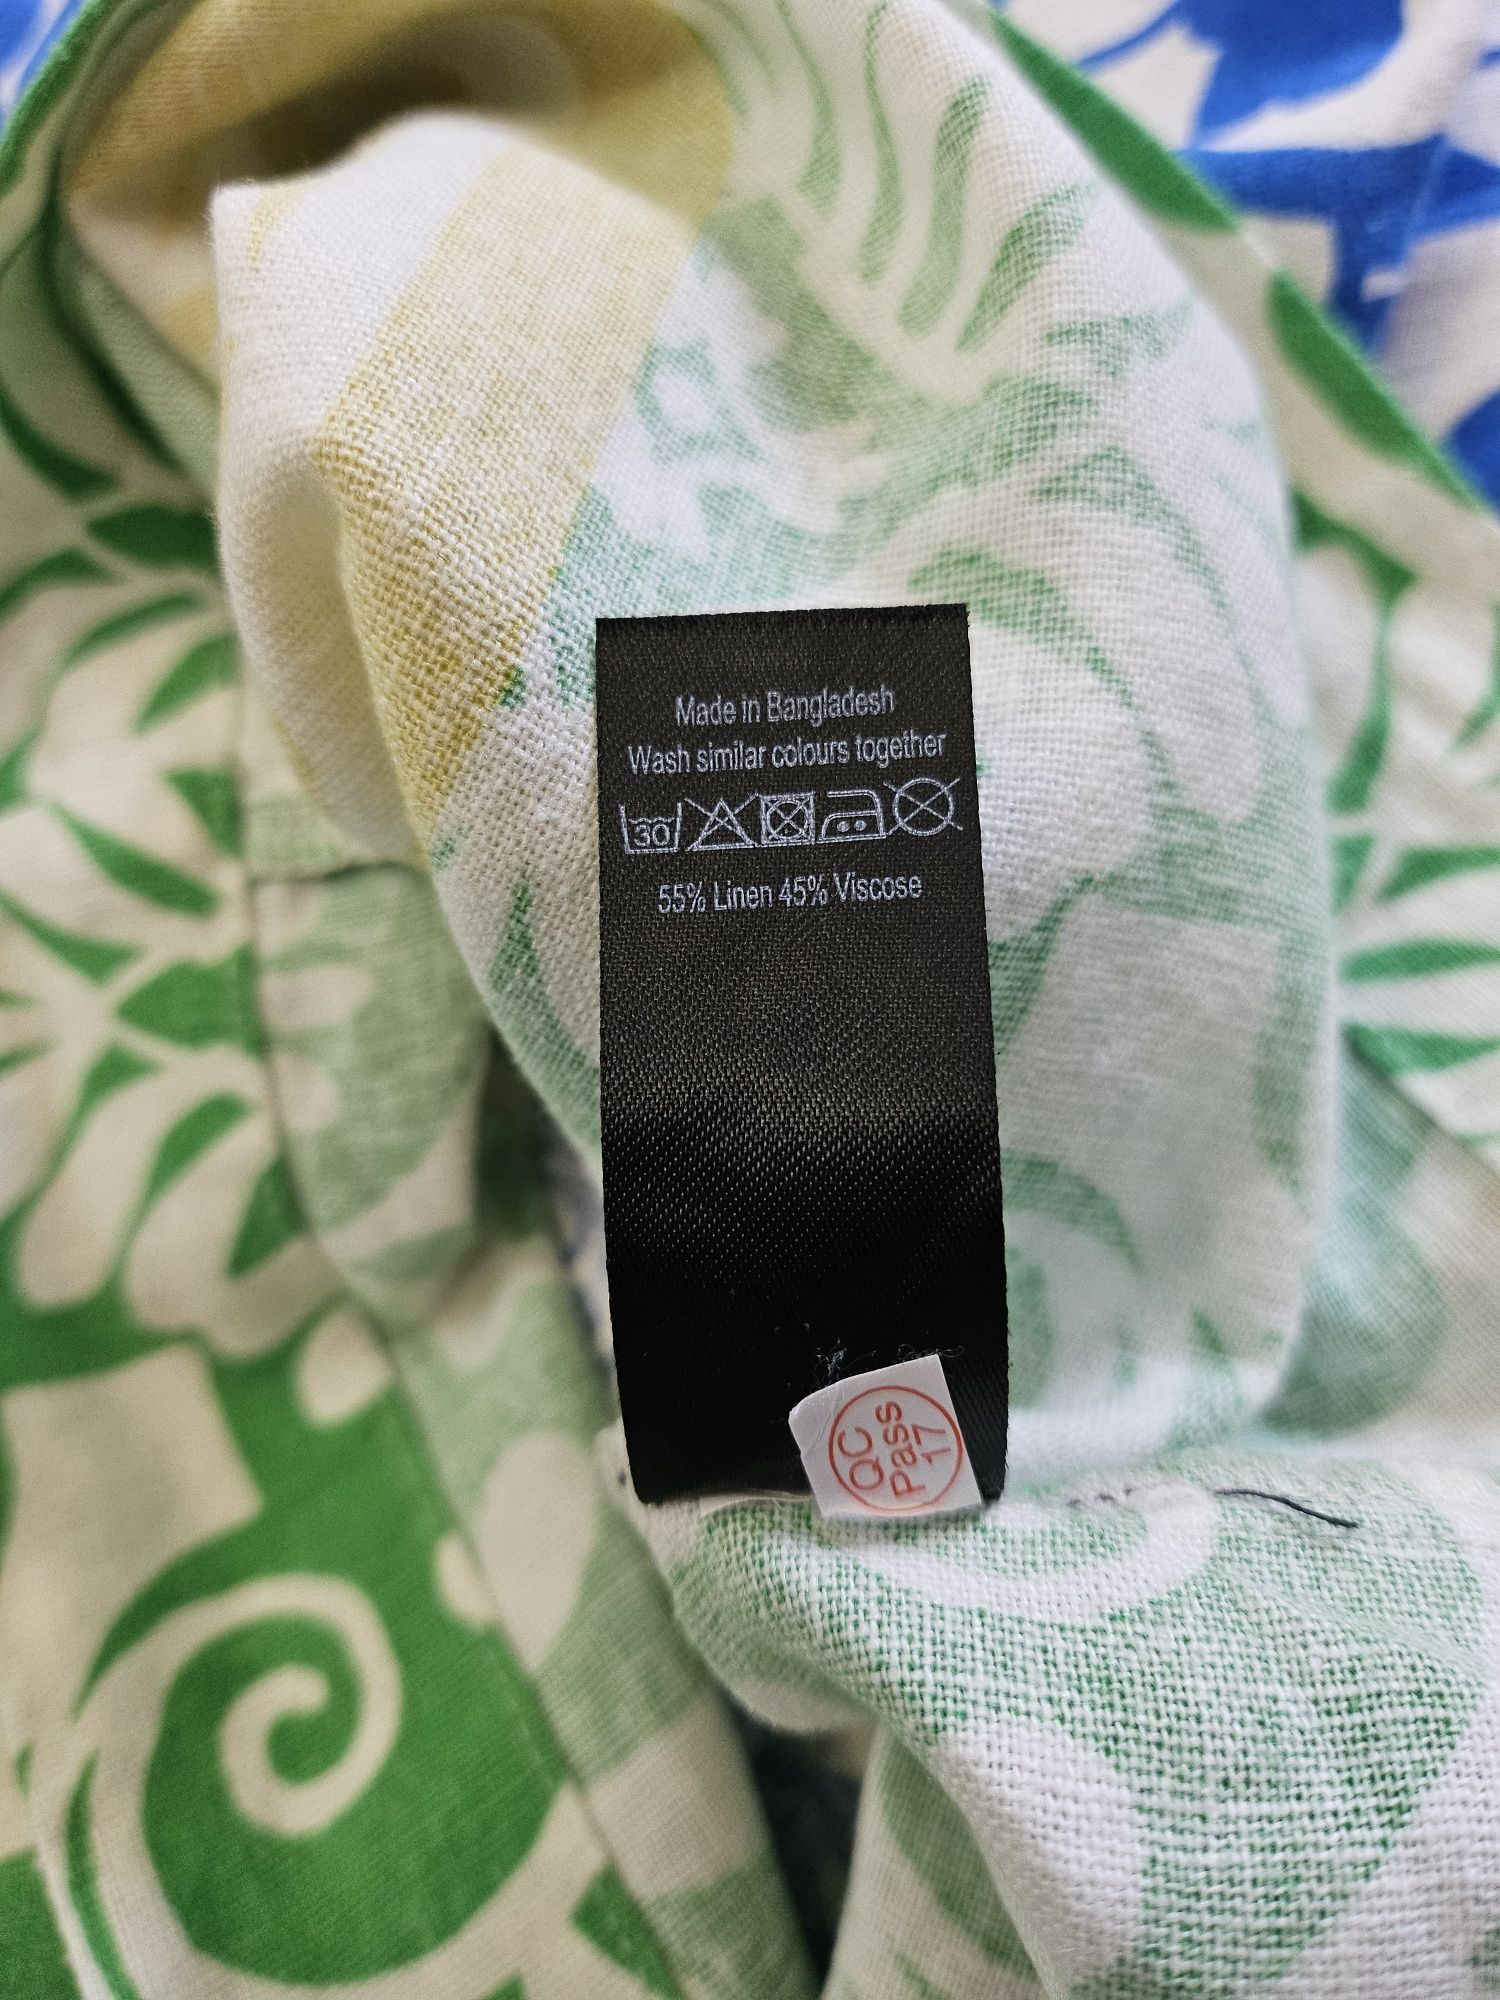 Made in Bangladesh
Wash similar colours together
30
55% Linen 45% Viscose
QC
Pass
17